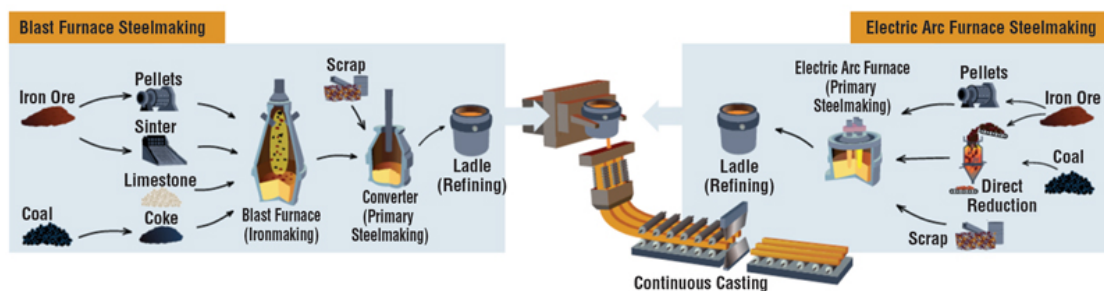 Blast Furnace Steelmaking
Electric Arc Furnace Steelmaking
Iron Ore
Pellets
Sinter
Limestone
Coal
Coke
Blast Furnace
(Ironmaking)
Scrap
Converter
(Primary
Steelmaking)
Ladle
(Refining)
Continuous Casting
Ladle
(Refining)
Electric Arc Furnace
(Primary
Steelmaking)
Pellets
Iron Ore
Coal
Direct
Reduction
Scrap